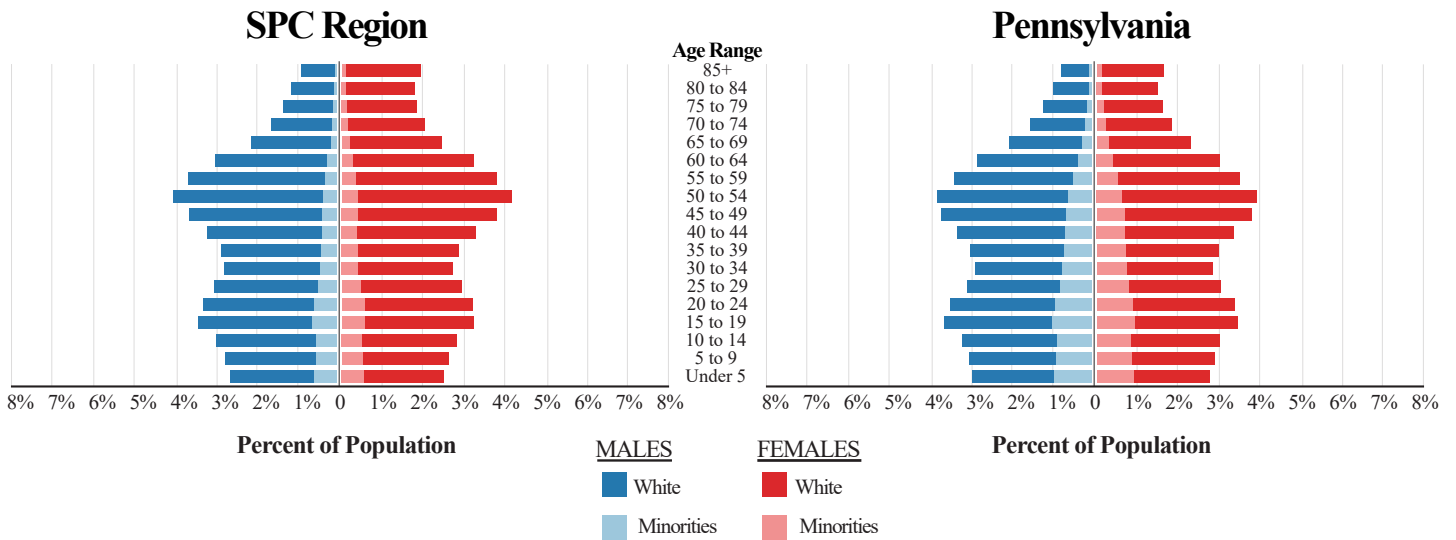 SPC Region
Pennsylvania
Age Range
85+
80 to 84
75 to 79
70 to 74
65 to 69
60 to 64
55 to 59
50 to 54
45 to 49
40 to 44
35 to 39
30 to 34
25 to 29
20 to 24
15 to 19
10 to 14
5 to 9
Under 5
8% 7% 6% 5% 4% 3% 2% 1% 0 1% 2% 3% 4% 5% 6% 7% 8%
8% 7% 6% 5% 4% 3% 2% 1% 0 1% 2% 3% 4% 5% 6% 7% 8%
Percent of Population
Percent of Population
MALES
FEMALES
White
White
Minorities
Minorities